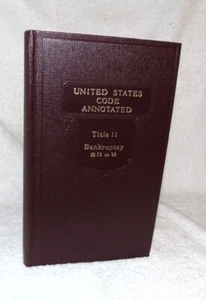 UNITED STATES
CODE
ANNOTATED
Title 11
Bankruptcy